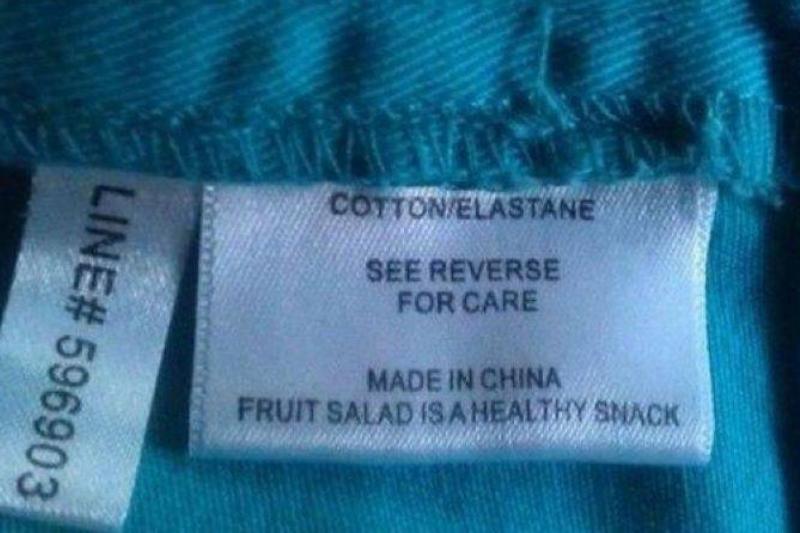 COTTON/ELASTANE
SEE REVERSE
FOR CARE
MADE IN CHINA
FRUIT SALAD IS A HEALTHY SNACK
LINE# 596903